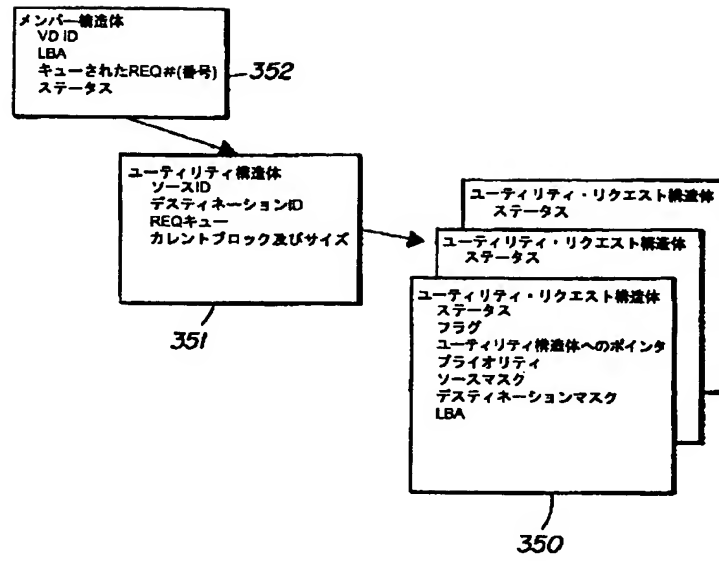 メンバー構造体
VD ID
LBA
キューされたREQ#(番号)
ステータス
352
ユーティリティ構造体
ソースID
デスティネーションID
REQキュー
カレントブロック及びサイズ
351
ユーティリティ・リクエスト構造体
ステータス
ユーティリティ・リクエスト構造体
ステータス
ユーティリティ・リクエスト構造体
ステータス
フラグ
ユーティリティ構造体へのポインタ
プライオリティ
ソースマスク
デスティネーションマスク
LBA
350